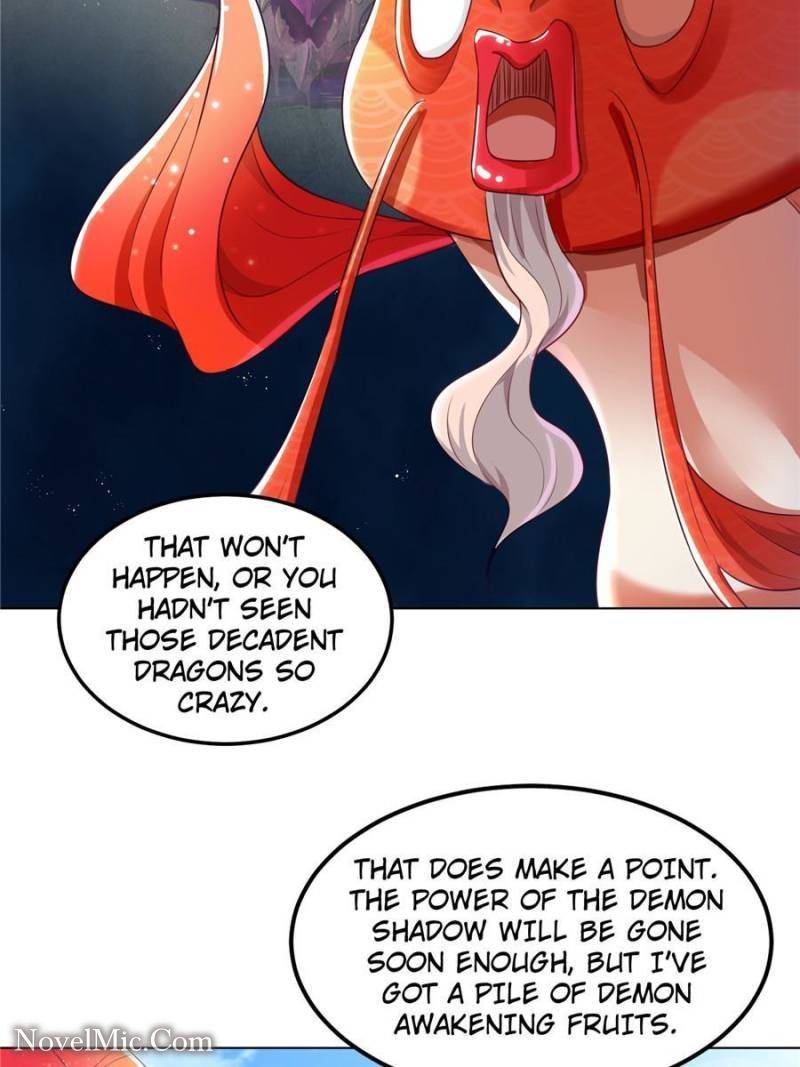 THAT WON'T
HAPPEN, OR YOU
HADN'T SEEN
THOSE DECADENT
DRAGONS SO
CRAZY.
THAT DOES MAKE A POINT.
THE POWER OF THE DEMON
SHADOW WILL BE GONE
SOON ENOUGH, BUT I'VE
GOT A PILE OF DEMON
AWAKENING FRUITS.
NovelMic.Com